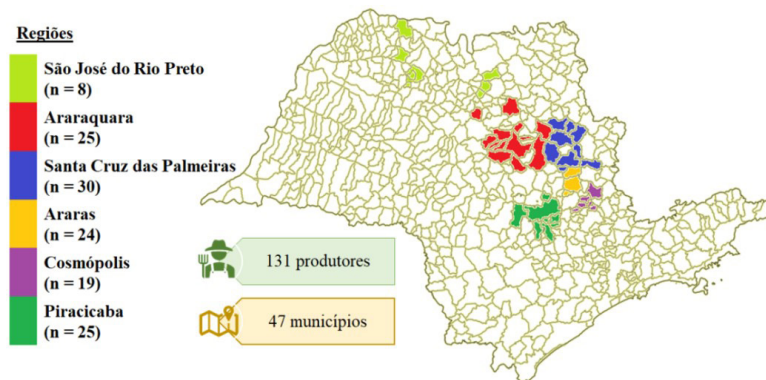 Regiões
São José do Rio Preto
(n = 8)
Araraquara
(n = 25)
Santa Cruz das Palmeiras
(n = 30)
Araras
(n = 24)
Cosmópolis
(n = 19)
Piracicaba
(n = 25)
131 produtores
47 municípios